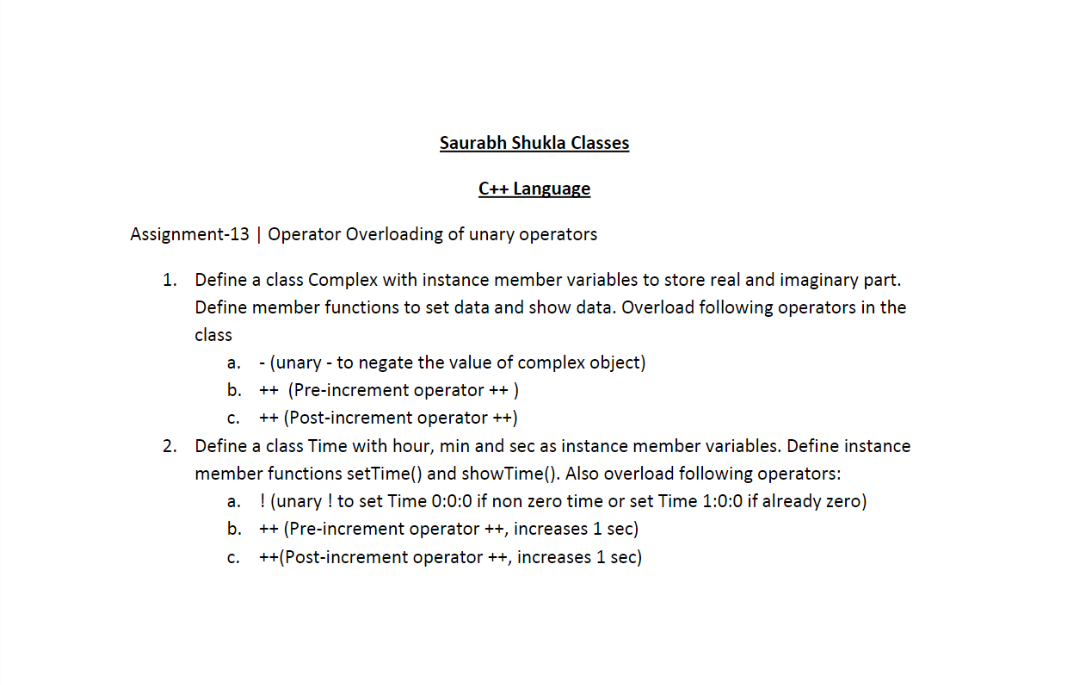 Saurabh Shukla Classes
C++ Language
Assignment-13 | Operator Overloading of unary operators
1. Define a class Complex with instance member variables to store real and imaginary part.
Define member functions to set data and show data. Overload following operators in the
class
a. - (unary - to negate the value of complex object)
b. ++ (Pre-increment operator ++ )
c. ++ (Post-increment operator ++)
2. Define a class Time with hour, min and sec as instance member variables. Define instance
member functions setTime() and showTime(). Also overload following operators:
a. ! (unary ! to set Time 0:0:0 if non zero time or set Time 1:0:0 if already zero)
b. ++ (Pre-increment operator ++, increases 1 sec)
c. ++(Post-increment operator ++, increases 1 sec)